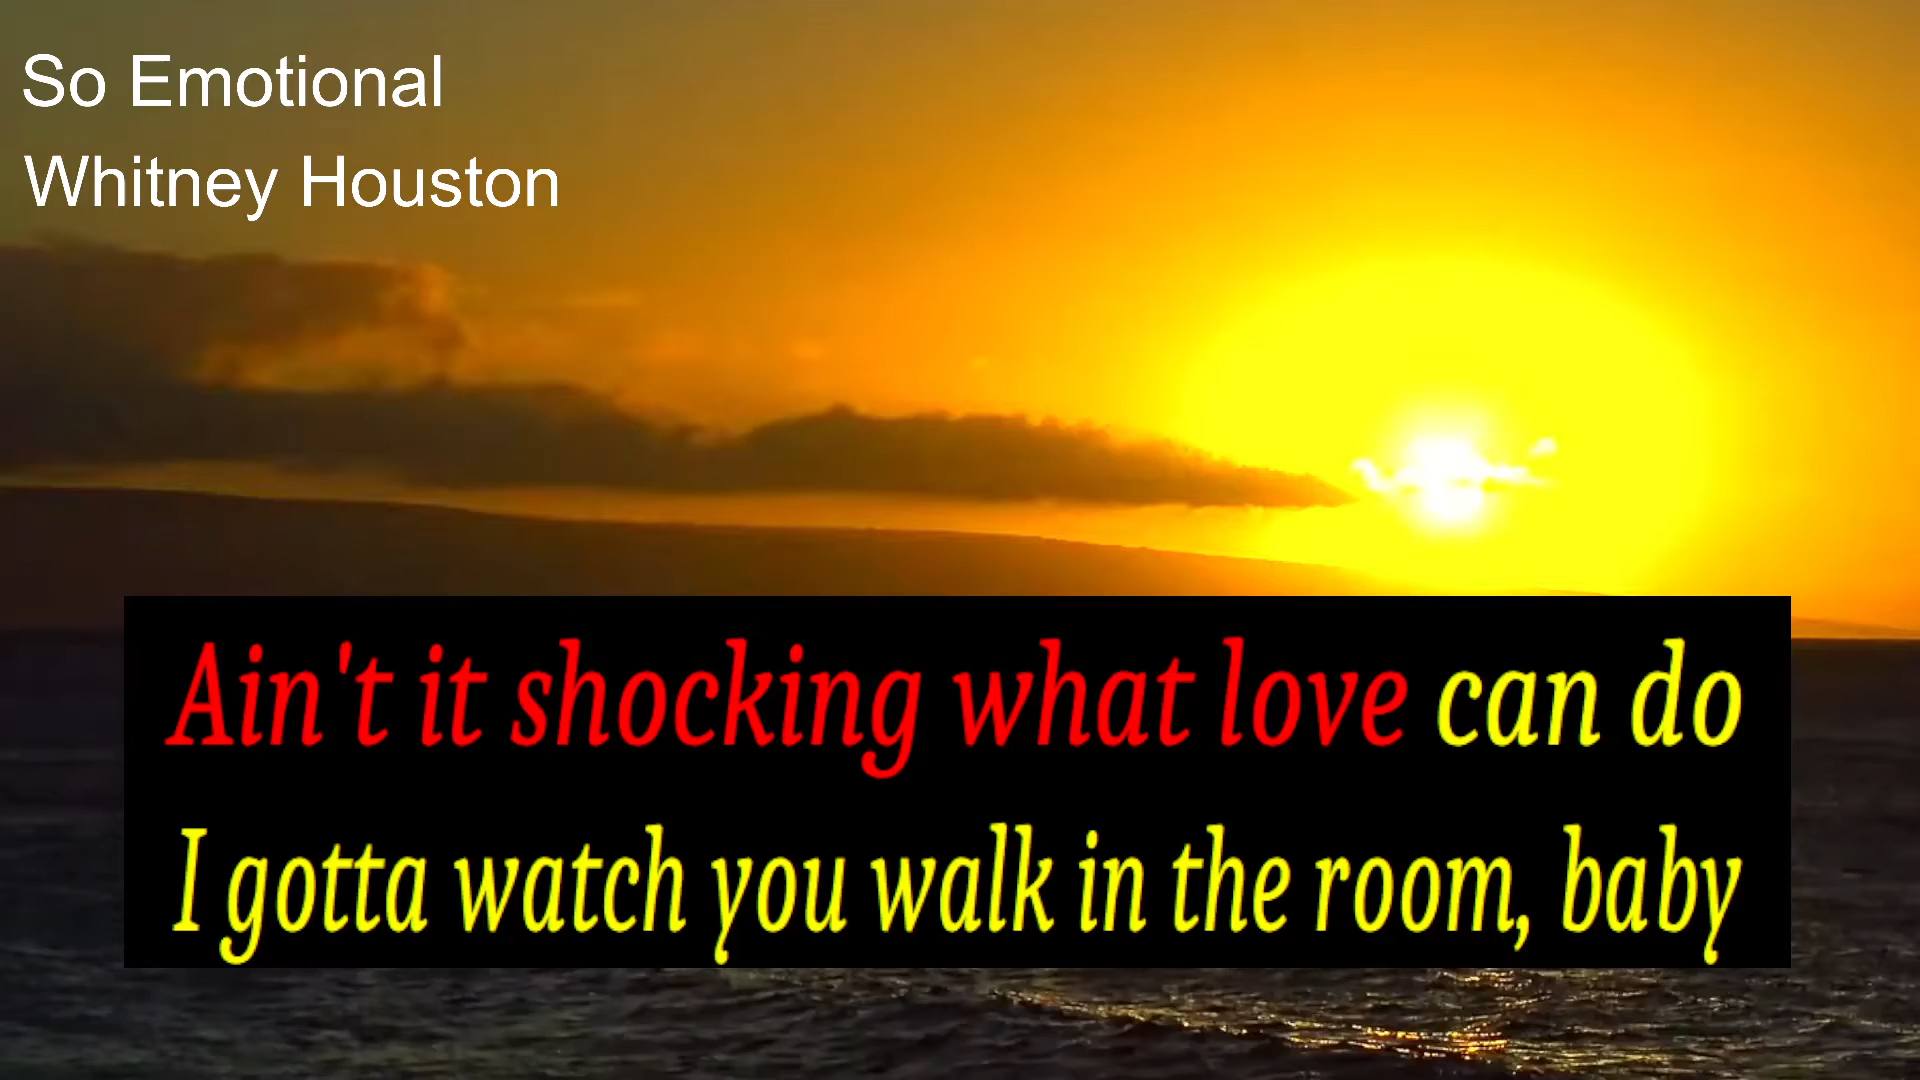 So Emotional
Whitney Houston
Ain't it shocking what love can do
I gotta watch you walk in the room, baby